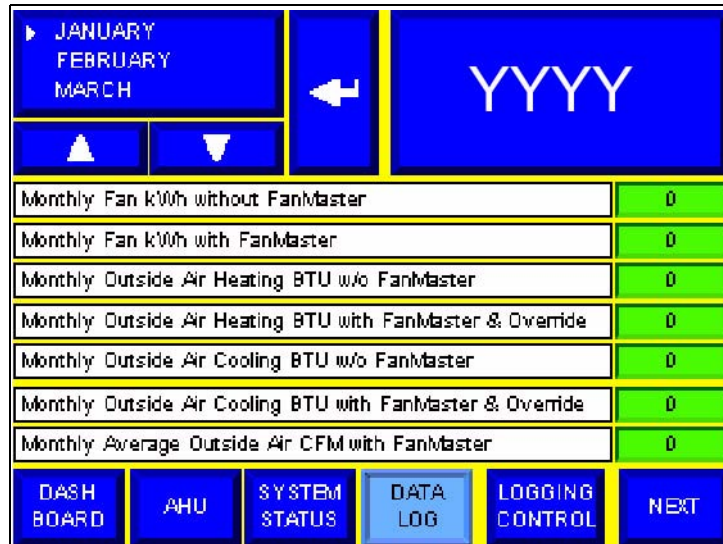 JANUARY
FEBRUARY
MARCH
YYYY
Monthly Fan kWh without FanMaster
0
Monthly Fan kWh with FanMaster
0
Monthly Outside Air Heating BTU w/o FanMaster
0
Monthly Outside Air Heating BTU with FanMaster & Override
0
Monthly Outside Air Cooling BTU w/o FanMaster
0
Monthly Outside Air Cooling BTU with FanMaster & Override
0
Monthly Average Outside Air CFM with FanMaster
0
DASH
BOARD
AHU
SYSTEM
STATUS
DATA
LOG
LOGGING
CONTROL
NEXT